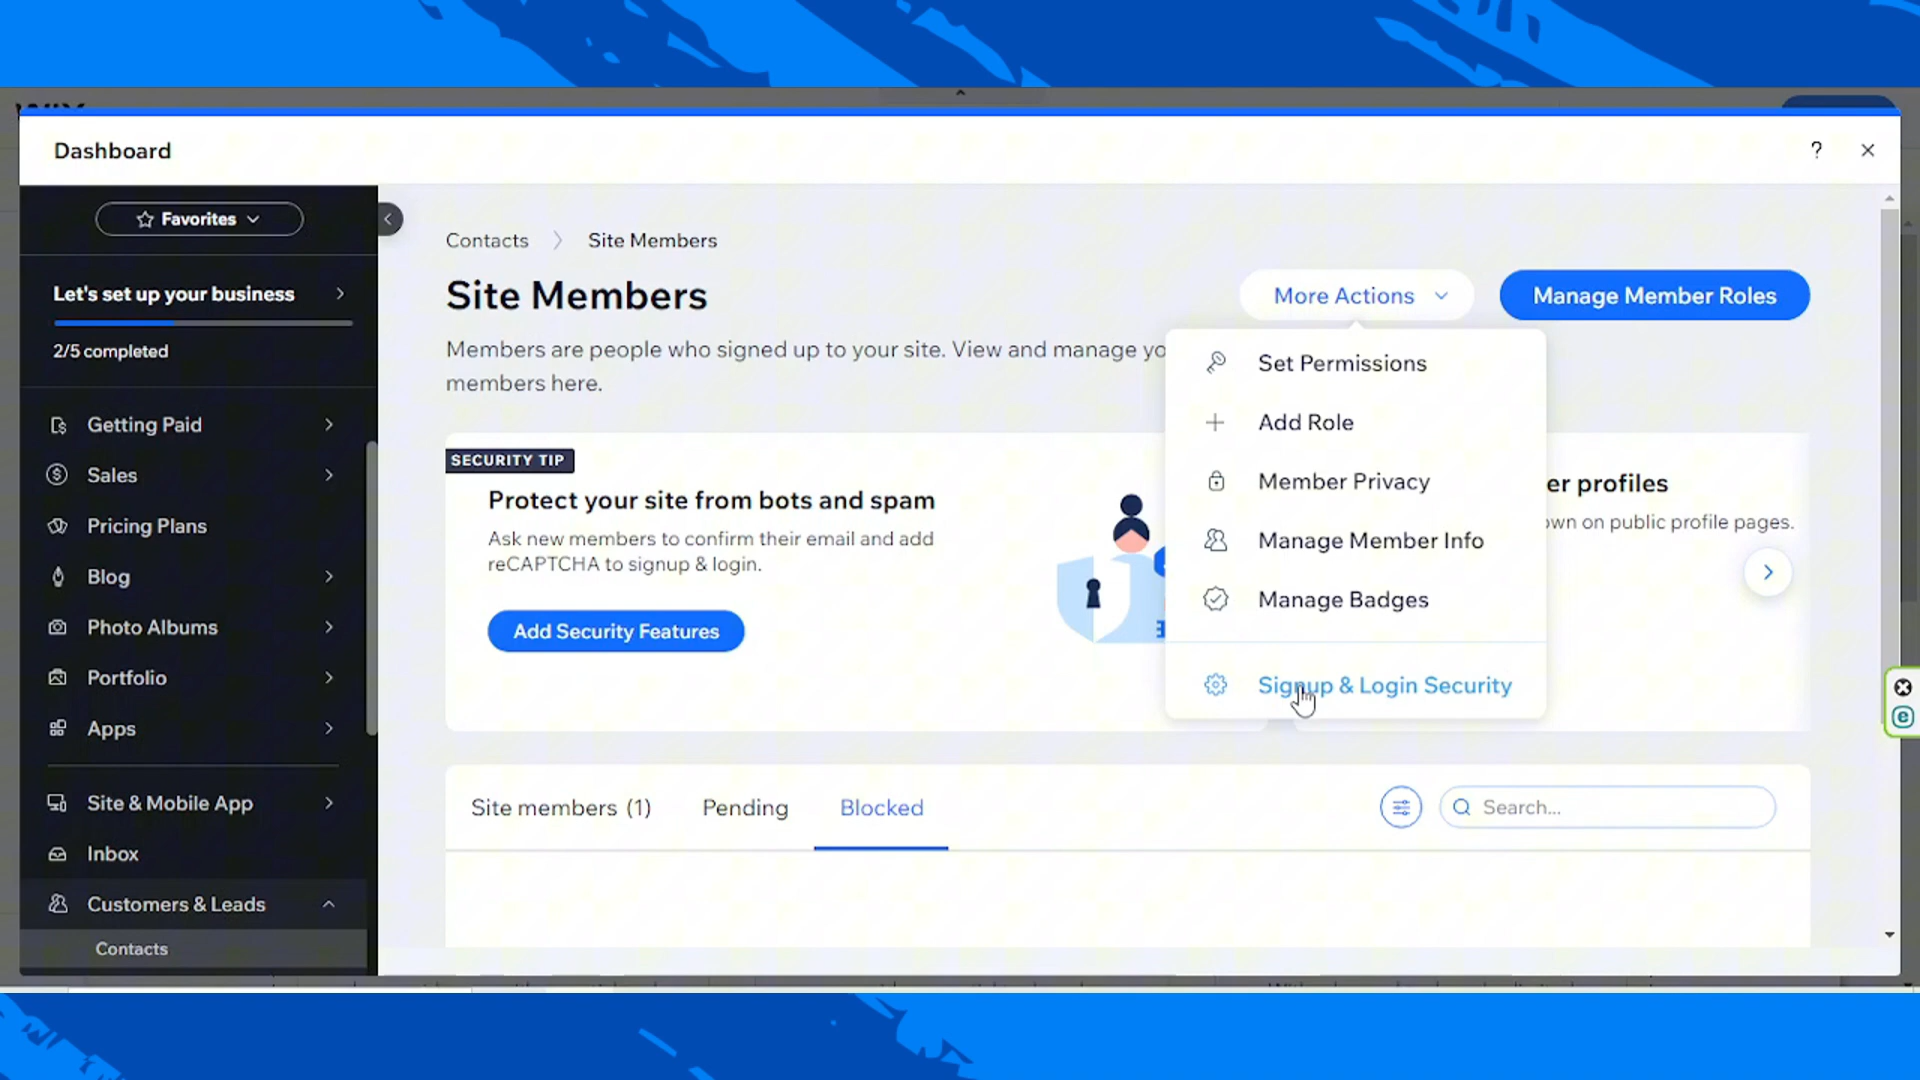 Dashboard
?
Favorites
Let's set up your business
2/5 completed
Getting Paid
Sales
Pricing Plans
Blog
Photo Albums
Portfolio
Apps
Site & Mobile App
Inbox
Customers & Leads
Contacts
Contacts
Site Members
Site Members
More Actions
Manage Member Roles
Members are people who signed up to your site. View and manage yo
members here.
Set Permissions
Add Role
Member Privacy
Manage Member Info
Manage Badges
Signup & Login Security
SECURITY TIP
Protect your site from bots and spam
Ask new members to confirm their email and add
reCAPTCHA to signup & login.
Add Security Features
er profiles
own on public profile pages.
Site members (1)
Pending
Blocked
Search...